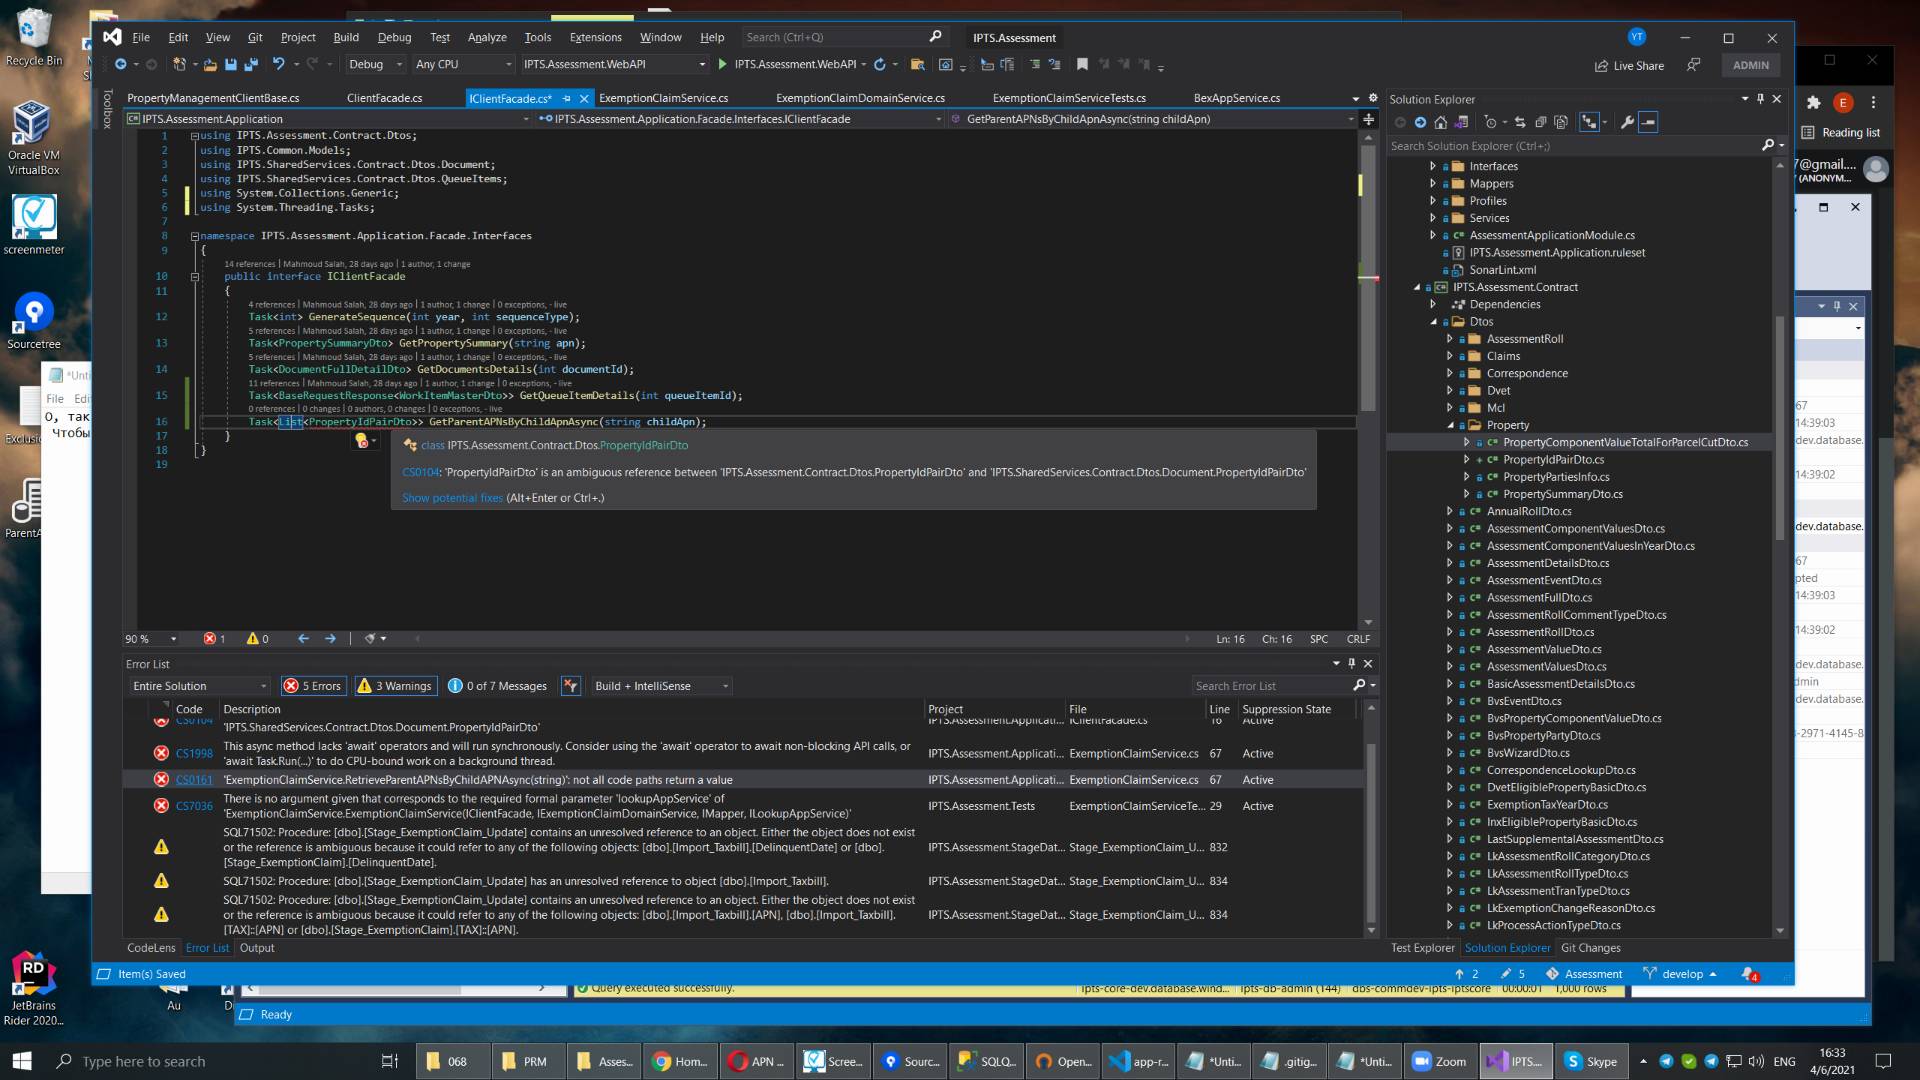 Recycle Bin
Oracle VM
VirtualBox
screenmeter
Sourcetree
*Unti
File Edi
О, так
Чтобы
Exclusio
ParentA
JetBrains
Rider 2020...
Au
File Edit View Git Project Build Debug Test Analyze Tools Extensions Window Help
Search (Ctrl+Q)
IPTS.Assessment
YT
Debug
Any CPU
IPTS.Assessment.WebAPI
IPTS.Assessment.WebAPI
Live Share
ADMIN
Toolbox
PropertyManagementClientBase.cs
ClientFacade.cs
IClientFacade.cs*
ExemptionClaimService.cs
ExemptionClaimDomainService.cs
ExemptionClaimServiceTests.cs
BexAppService.cs
IPTS.Assessment.Application
IPTS.Assessment.Application.Facade.Interfaces.IClientFacade
GetParentAPNsByChildApnAsync(string childApn)
1 using IPTS.Assessment.Contract.Dtos;
2 using IPTS.Common.Models;
3 using IPTS.SharedServices.Contract.Dtos.Document;
4 using IPTS.SharedServices.Contract.Dtos.QueueItems;
5 using System.Collections.Generic;
6 using System.Threading.Tasks;
7
8 namespace IPTS.Assessment.Application.Facade.Interfaces
9 {
14 references | Mahmoud Salah, 28 days ago | 1 author, 1 change
10 public interface IClientFacade
11 {
4 references | Mahmoud Salah, 28 days ago | 1 author, 1 change | 0 exceptions, - live
12 Task<int> GenerateSequence(int year, int sequenceType);
5 references | Mahmoud Salah, 28 days ago | 1 author, 1 change | 0 exceptions, - live
13 Task<PropertySummaryDto> GetPropertySummary(string apn);
5 references | Mahmoud Salah, 28 days ago | 1 author, 1 change | 0 exceptions, - live
14 Task<DocumentFullDetailDto> GetDocumentsDetails(int documentId);
11 references | Mahmoud Salah, 28 days ago | 1 author, 1 change | 0 exceptions, - live
15 Task<BaseRequestResponse<WorkItemMasterDto>> GetQueueItemDetails(int queueItemId);
0 references | 0 changes | 0 authors, 0 changes | 0 exceptions, - live
16 Task<List<PropertyIdPairDto>> GetParentAPNsByChildApnAsync(string childApn);
17 }
18 }
19
class IPTS.Assessment.Contract.Dtos.PropertyIdPairDto
CS0104: 'PropertyIdPairDto' is an ambiguous reference between 'IPTS.Assessment.Contract.Dtos.PropertyIdPairDto' and 'IPTS.SharedServices.Contract.Dtos.Document.PropertyIdPairDto'
Show potential fixes (Alt+Enter or Ctrl+.)
90 %
1
0
Ln: 16 Ch: 16 SPC CRLF
Error List
Entire Solution
5 Errors
3 Warnings
0 of 7 Messages
Build + IntelliSense
Search Error List
Code Description Project File Line Suppression State
CS0104 'IPTS.SharedServices.Contract.Dtos.Document.PropertyIdPairDto' IPTS.Assessment.Applicati... IClientFacade.cs 16 Active
CS1998 This async method lacks 'await' operators and will run synchronously. Consider using the 'await' operator to await non-blocking API calls, or
'await Task.Run(...)' to do CPU-bound work on a background thread. IPTS.Assessment.Applicati... ExemptionClaimService.cs 67 Active
CS0161 'ExemptionClaimService.RetrieveParentAPNsByChildAPNAsync(string)': not all code paths return a value IPTS.Assessment.Applicati... ExemptionClaimService.cs 67 Active
CS7036 There is no argument given that corresponds to the required formal parameter 'lookupAppService' of
'ExemptionClaimService.ExemptionClaimService(IClientFacade, IExemptionClaimDomainService, IMapper, ILookupAppService)' IPTS.Assessment.Tests ExemptionClaimServiceTe... 29 Active
SQL71502: Procedure: [dbo].[Stage_ExemptionClaim_Update] contains an unresolved reference to an object. Either the object does not exist
or the reference is ambiguous because it could refer to any of the following objects: [dbo].[Import_Taxbill].[DelinquentDate] or [dbo].
[Stage_ExemptionClaim].[DelinquentDate]. IPTS.Assessment.StageDat... Stage_ExemptionClaim_U... 832
SQL71502: Procedure: [dbo].[Stage_ExemptionClaim_Update] has an unresolved reference to object [dbo].[Import_Taxbill]. IPTS.Assessment.StageDat... Stage_ExemptionClaim_U... 834
SQL71502: Procedure: [dbo].[Stage_ExemptionClaim_Update] contains an unresolved reference to an object. Either the object does not exist
or the reference is ambiguous because it could refer to any of the following objects: [dbo].[Import_Taxbill].[APN], [dbo].[Import_Taxbill].
[TAX]::[APN] or [dbo].[Stage_ExemptionClaim].[TAX]::[APN]. IPTS.Assessment.StageDat... Stage_ExemptionClaim_U... 834
CodeLens Error List Output
Item(s) Saved
2
5
Assessment
develop
4
Solution Explorer
Search Solution Explorer (Ctrl+;)
Interfaces
Mappers
Profiles
Services
AssessmentApplicationModule.cs
IPTS.Assessment.Application.ruleset
SonarLint.xml
IPTS.Assessment.Contract
Dependencies
Dtos
AssessmentRoll
Claims
Correspondence
Dvet
Mcl
Property
PropertyComponentValueTotalForParcelCutDto.cs
PropertyIdPairDto.cs
PropertyPartiesInfo.cs
PropertySummaryDto.cs
AnnualRollDto.cs
AssessmentComponentValuesDto.cs
AssessmentComponentValuesInYearDto.cs
AssessmentDetailsDto.cs
AssessmentEventDto.cs
AssessmentFullDto.cs
AssessmentRollCommentTypeDto.cs
AssessmentRollDto.cs
AssessmentValueDto.cs
AssessmentValuesDto.cs
BasicAssessmentDetailsDto.cs
BvsEventDto.cs
BvsPropertyComponentValueDto.cs
BvsPropertyPartyDto.cs
BvsWizardDto.cs
CorrespondenceLookupDto.cs
DvetEligiblePropertyBasicDto.cs
ExemptionTaxYearDto.cs
InxEligiblePropertyBasicDto.cs
LastSupplementalAssessmentDto.cs
LkAssessmentRollCategoryDto.cs
LkAssessmentRollTypeDto.cs
LkAssessmentTranTypeDto.cs
LkExemptionChangeReasonDto.cs
LkProcessActionTypeDto.cs
Test Explorer Solution Explorer Git Changes
E
Reading list
7@gmail....
(ANONYM...
67
14:39:03
14:39:02
dev.database.
67
pted
14:39:03
14:39:02
dev.database.
dmin
dev.database.
-2971-4145-8
Query executed successfully.
ipts-core-dev.database.wind... ipts-db-admin (144) dbs-commdev-ipts-iptscore 00:00:01 1,000 rows
Ready
Type here to search
068
PRM
Asses...
Hom...
APN ...
Scree...
Sourc...
SQLQ...
Open...
app-r...
*Unti...
.gitig...
*Unti...
Zoom
IPTS...
Skype
ENG
16:33
4/6/2021